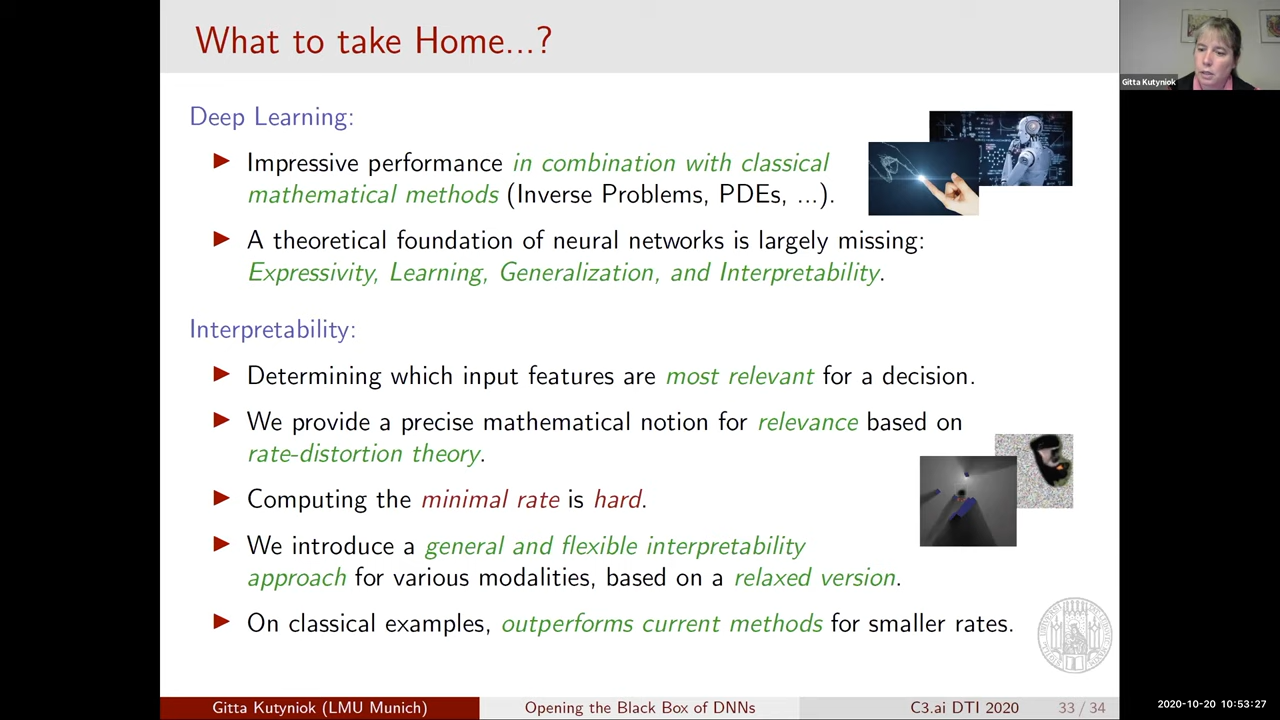 What to take Home...?
Gitta Kutyniok
Deep Learning:
Impressive performance in combination with classical
mathematical methods (Inverse Problems, PDEs, ...).
A theoretical foundation of neural networks is largely missing:
Expressivity, Learning, Generalization, and Interpretability.
Interpretability:
Determining which input features are most relevant for a decision.
We provide a precise mathematical notion for relevance based on
rate-distortion theory.
Computing the minimal rate is hard.
We introduce a general and flexible interpretability
approach for various modalities, based on a relaxed version.
On classical examples, outperforms current methods for smaller rates.
Gitta Kutyniok (LMU Munich)
Opening the Black Box of DNNs
C3.ai DTI 2020
33 / 34
2020-10-20 10:53:27